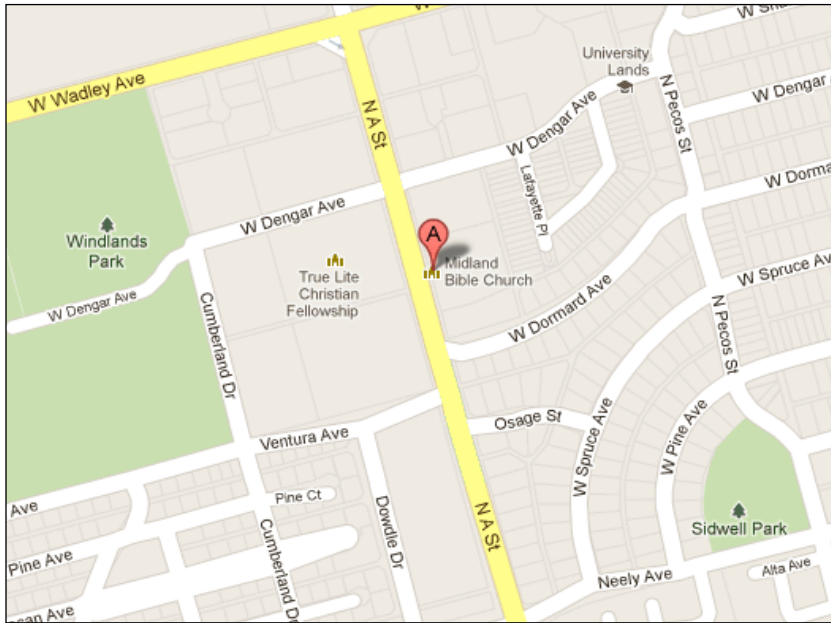 W Wadley Ave
University
Lands
N A St
N Pecos St
W Dengar Ave
W Dengar
Lafayette Pl
W Dengar Ave
Windlands
Park
A
Midland
Bible Church
True Lite
Christian
Fellowship
W Dengar Ave
Cumberland Dr
W Dormard Ave
W Spruce Ave
N Pecos St
Osage St
Ventura Ave
W Spruce Ave
W Pine Ave
Ave
Pine Ct
Dowdle Dr
N A St
Sidwell Park
Pine Ave
Cumberland Dr
Neely Ave
Alta Ave